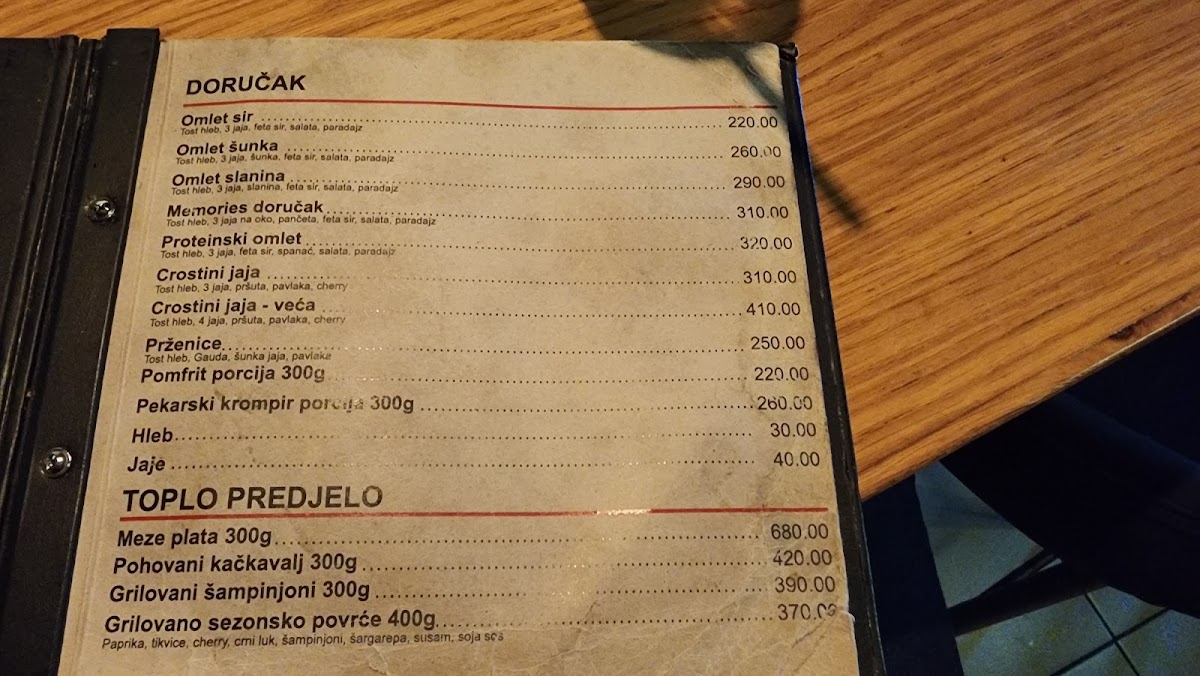 DORUČAK
Omlet sir ........ 220.00
Tost hleb, 3 jaja, feta sir, salata, paradajz
Omlet šunka ........ 260.00
Tost hleb, 3 jaja, šunka, feta sir, salata, paradajz
Omlet slanina ........ 290.00
Tost hleb, 3 jaja, slanina, feta sir, salata, paradajz
Memories doručak ........ 310.00
Tost hleb, 3 jaja na oko, pančeta, feta sir, salata, paradajz
Proteinski omlet ........ 320.00
Tost hleb, 3 jaja, feta sir, spanać, salata, paradajz
Crostini jaja ........ 310.00
Tost hleb, 3 jaja, pršuta, pavlaka, cherry
Crostini jaja - veća ........ 410.00
Tost hleb, 4 jaja, pršuta, pavlaka, cherry
Prženice ........ 250.00
Tost hleb, Gauda, šunka jaja, pavlaka
Pomfrit porcija 300g ........ 220.00
Pekarski krompir porcija 300g ........ 260.00
Hleb ........ 30.00
Jaje ........ 40.00
TOPLO PREDJELO
Meze plata 300g ........ 680.00
Pohovani kačkavalj 300g ........ 420.00
Grilovani šampinjoni 300g ........ 390.00
Grilovano sezonsko povrće 400g ........ 370.00
Paprika, tikvice, cherry, crni luk, šampinjoni, šargarepa, susam, soja sos